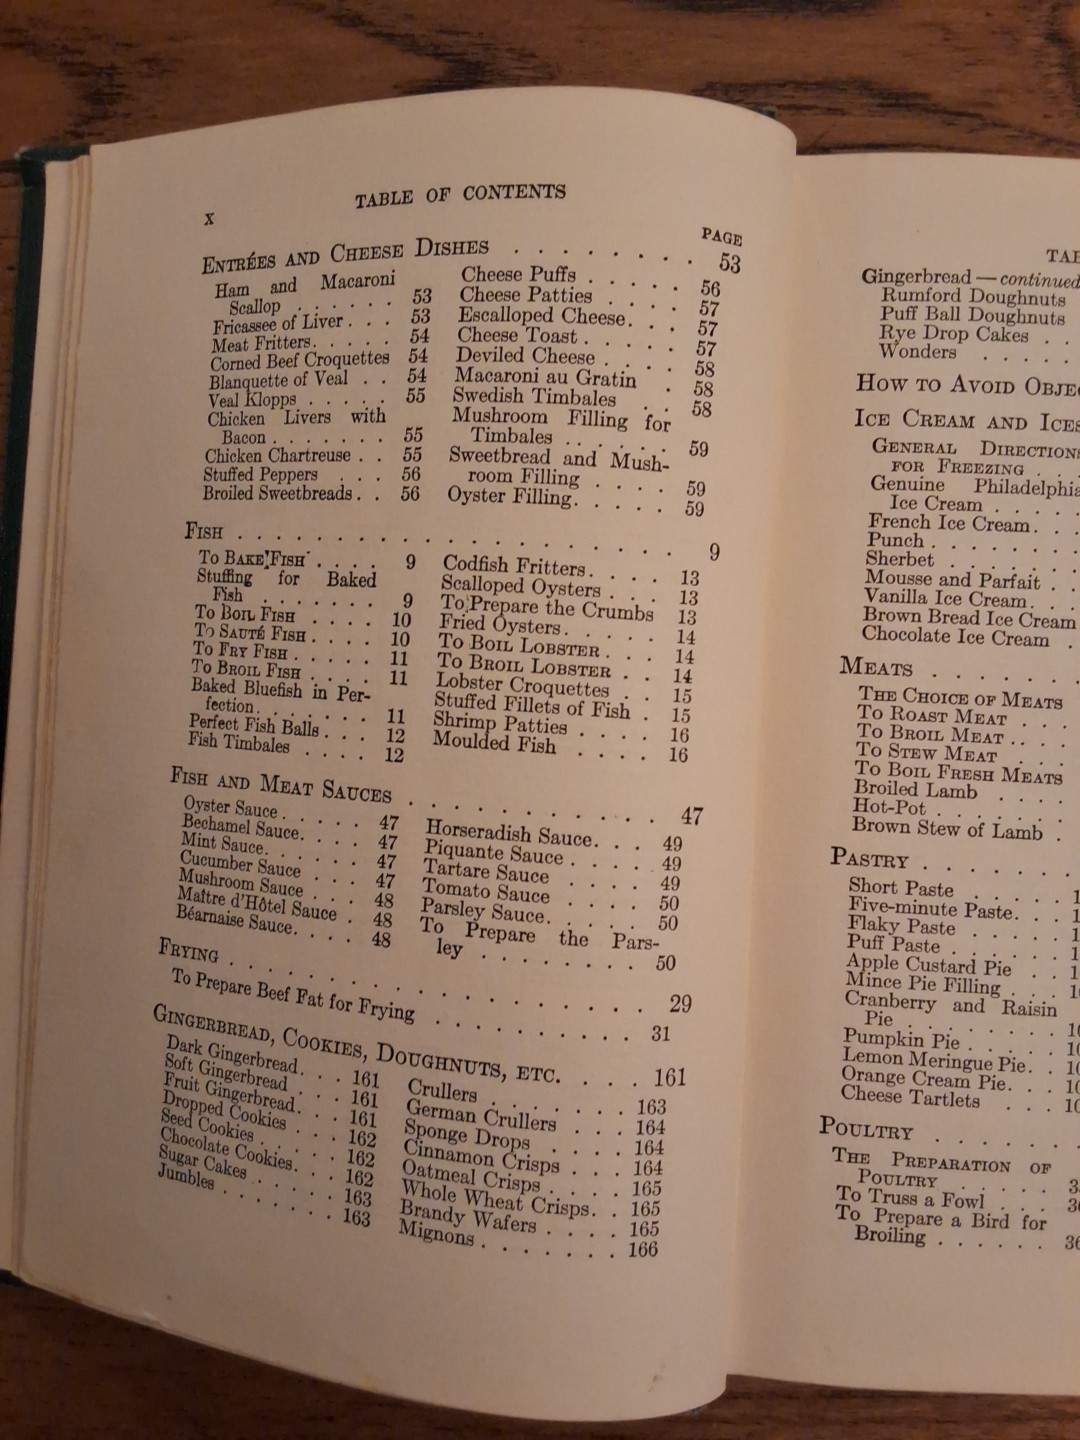 X
TABLE OF CONTENTS
PAGE
ENTRÉES AND CHEESE DISHES . . . . . . . . 53
Ham and Macaroni
Scallop . . . . . . 53
Fricassee of Liver . . . 53
Meat Fritters. . . . . . 54
Corned Beef Croquettes 54
Blanquette of Veal . . 54
Veal Klopps . . . . . 55
Chicken Livers with
Bacon . . . . . . . 55
Chicken Chartreuse . . 55
Stuffed Peppers . . . 56
Broiled Sweetbreads. . . 56
Cheese Puffs . . . . . 56
Cheese Patties . . . . 57
Escalloped Cheese. . . . 57
Cheese Toast . . . . . 57
Deviled Cheese . . . . 58
Macaroni au Gratin . 58
Swedish Timbales . . 58
Mushroom Filling for
Timbales . . . . . . 59
Sweetbread and Mush-
room Filling . . . . 59
Oyster Filling. . . . . 59
FISH . . . . . . . . . . . . . . . . . 9
TO BAKE FISH . . . . 9
Stuffing for Baked
Fish . . . . . . . 9
TO BOIL FISH . . . . 10
TO SAUTÉ FISH . . . . 10
TO FRY FISH . . . . . 11
TO BROIL FISH . . . . 11
Baked Bluefish in Per-
fection. . . . . . . 11
Perfect Fish Balls . . . 12
Fish Timbales . . . . 12
Codfish Fritters. . . . 13
Scalloped Oysters . . . 13
To Prepare the Crumbs 13
Fried Oysters. . . . . 14
TO BOIL LOBSTER . . . 14
TO BROIL LOBSTER . . 14
Lobster Croquettes . . 15
Stuffed Fillets of Fish . 15
Shrimp Patties . . . . 16
Moulded Fish . . . . 16
FISH AND MEAT SAUCES . . . . . . . . . . 47
Oyster Sauce . . . . . 47
Bechamel Sauce. . . . 47
Mint Sauce. . . . . . 47
Cucumber Sauce . . . 47
Mushroom Sauce . . . 48
Maître d'Hôtel Sauce . 48
Béarnaise Sauce. . . . 48
Horseradish Sauce. . . 49
Piquante Sauce . . . . 49
Tartare Sauce . . . . 49
Tomato Sauce . . . . 50
Parsley Sauce. . . . . 50
To Prepare the Pars-
ley . . . . . . . . 50
FRYING . . . . . . . . . . . . . . . . 29
To Prepare Beef Fat for Frying . . . . . . . . . 31
GINGERBREAD, COOKIES, DOUGHNUTS, ETC. . . . . 161
Dark Gingerbread. . . . 161
Soft Gingerbread . . . 161
Fruit Gingerbread. . . 161
Dropped Cookies . . . 162
Seed Cookies . . . . . 162
Chocolate Cookies. . . 162
Sugar Cakes . . . . . 163
Jumbles . . . . . . . 163
Crullers . . . . . . . 163
German Crullers . . . 164
Sponge Drops . . . . 164
Cinnamon Crisps . . . 164
Oatmeal Crisps . . . . 165
Whole Wheat Crisps. . 165
Brandy Wafers . . . . 165
Mignons . . . . . . . 166
Gingerbread — continued
Rumford Doughnuts
Puff Ball Doughnuts
Rye Drop Cakes . .
Wonders . . . . .
HOW TO AVOID
ICE CREAM AND ICES
GENERAL DIRECTIONS
FOR FREEZING . . .
Genuine Philadelphia
Ice Cream . . . . .
French Ice Cream. . .
Punch . . . . . . . .
Sherbet . . . . . . .
Mousse and Parfait . .
Vanilla Ice Cream. . .
Brown Bread Ice Cream
Chocolate Ice Cream .
MEATS . . . . . . .
THE CHOICE OF MEATS
TO ROAST MEAT . . .
TO BROIL MEAT . . . .
TO STEW MEAT . . .
TO BOIL FRESH MEATS
Broiled Lamb . . . .
Hot-Pot . . . . . . .
Brown Stew of Lamb .
PASTRY . . . . . . .
Short Paste . . . . .
Five-minute Paste. . .
Flaky Paste . . . . .
Puff Paste . . . . . .
Apple Custard Pie . .
Mince Pie Filling . . .
Cranberry and Raisin
Pie . . . . . . . .
Pumpkin Pie . . . . .
Lemon Meringue Pie. .
Orange Cream Pie. . .
Cheese Tartlets . . .
POULTRY . . . . . . .
THE PREPARATION OF
POULTRY . . . . .
To Truss a Fowl . . .
To Prepare a Bird for
Broiling . . . . . .